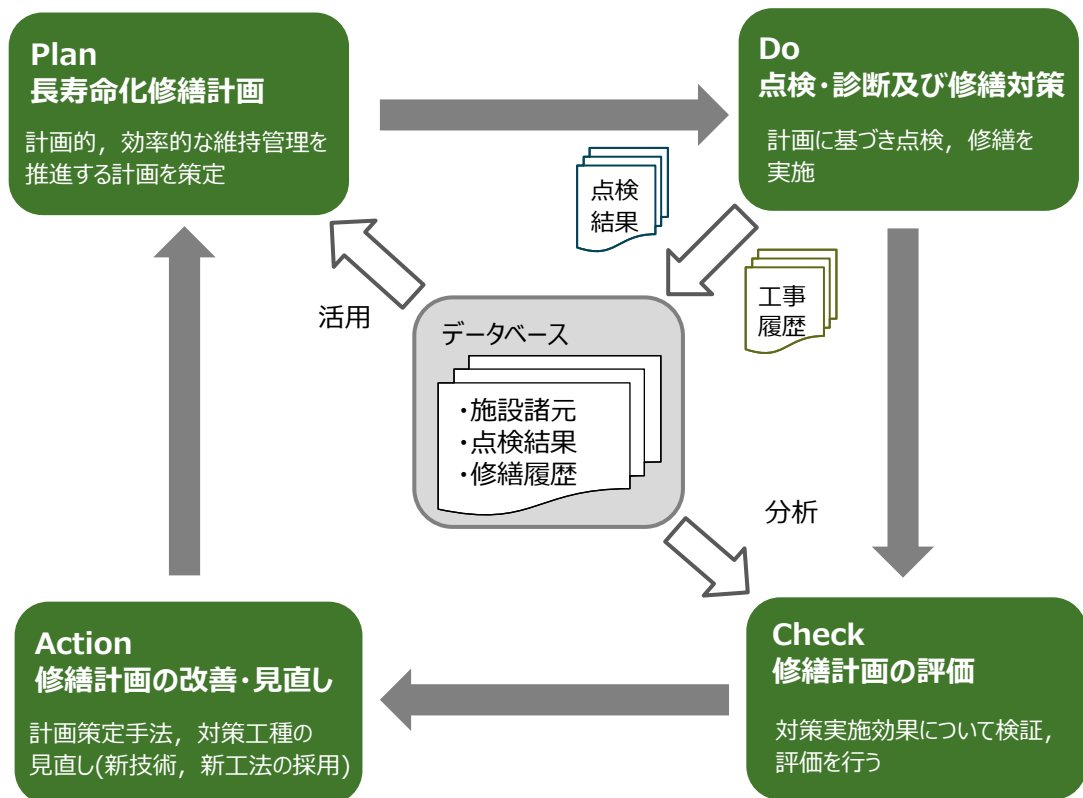 Plan
長寿命化修繕計画
計画的，効率的な維持管理を
推進する計画を策定
Do
点検・診断及び修繕対策
計画に基づき点検，修繕を
実施
点検
結果
工事
履歴
活用
データベース
・施設諸元
・点検結果
・修繕履歴
分析
Action
修繕計画の改善・見直し
計画策定手法，対策工種の
見直し(新技術，新工法の採用)
Check
修繕計画の評価
対策実施効果について検証，
評価を行う